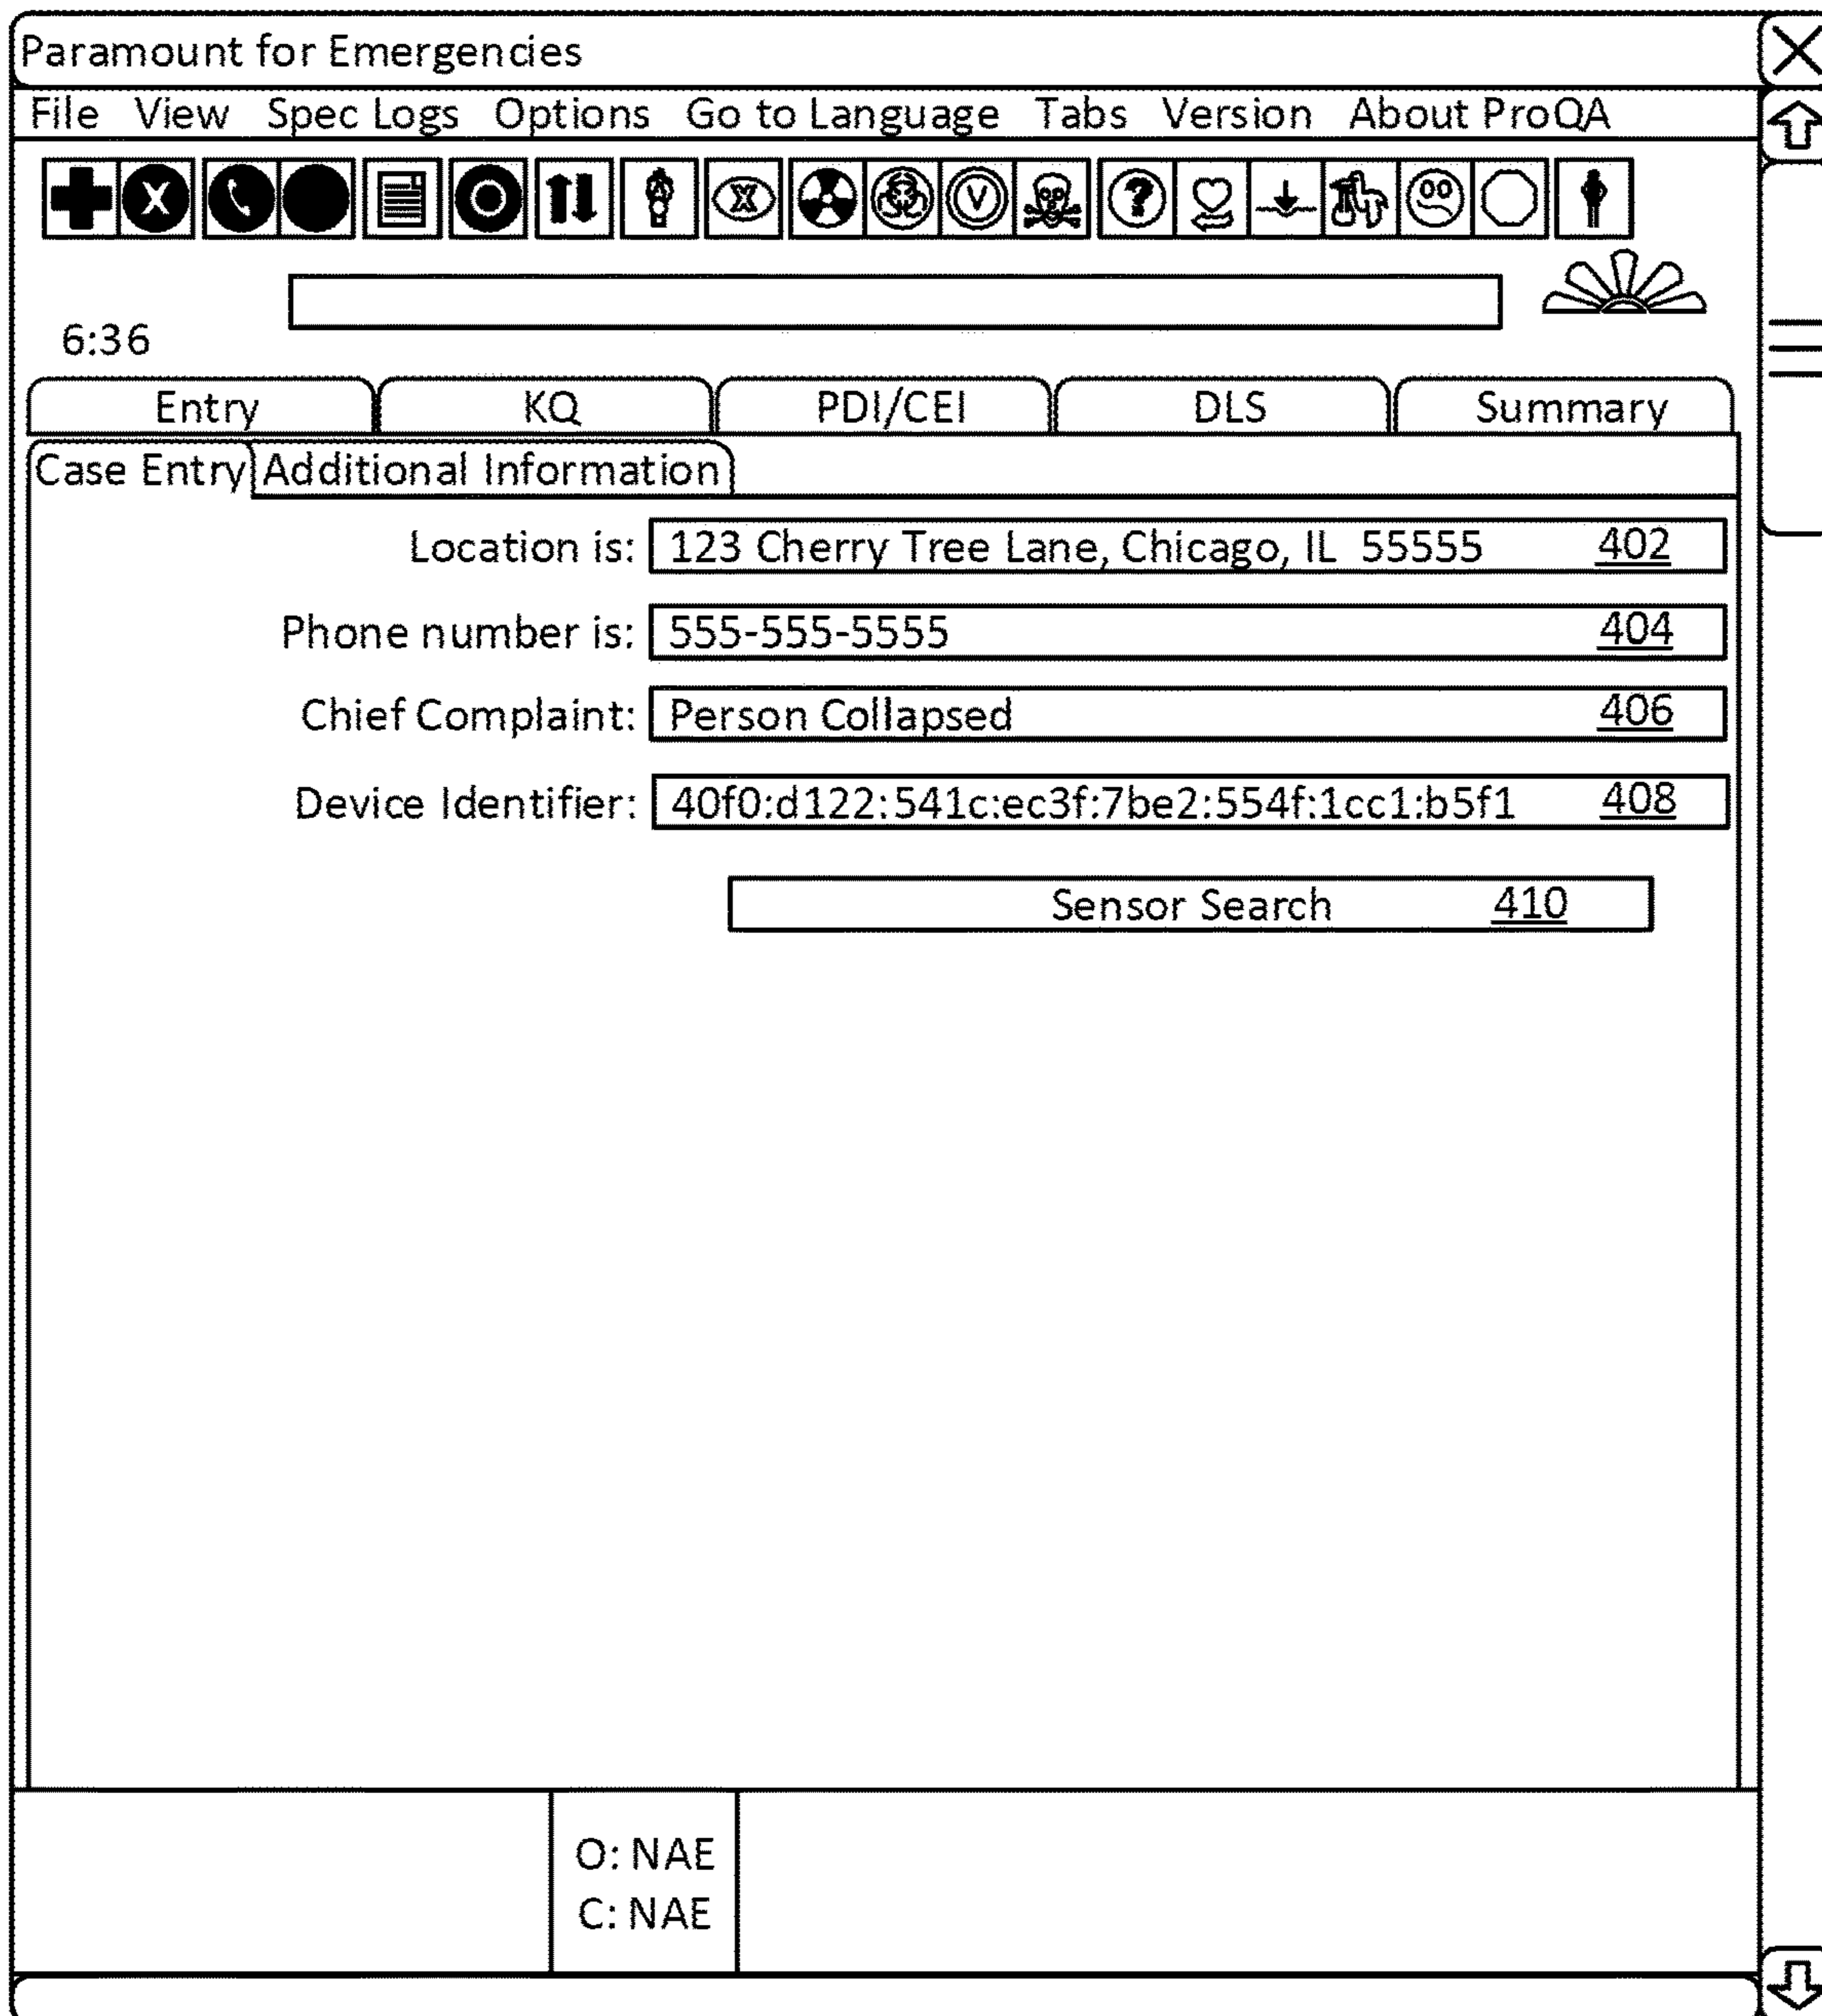 Paramount for Emergencies
File View Spec Logs Options Go to Language Tabs Version About ProQA
X A X V ?
6:36
Entry KQ PDI/CEI DLS Summary
Case Entry Additional Information
Location is: 123 Cherry Tree Lane, Chicago, IL 55555 402
Phone number is: 555-555-5555 404
Chief Complaint: Person Collapsed 406
Device Identifier: 40f0:d122:541c:ec3f:7be2:554f:1cc1:b5f1 408
Sensor Search 410
O: NAE
C: NAE